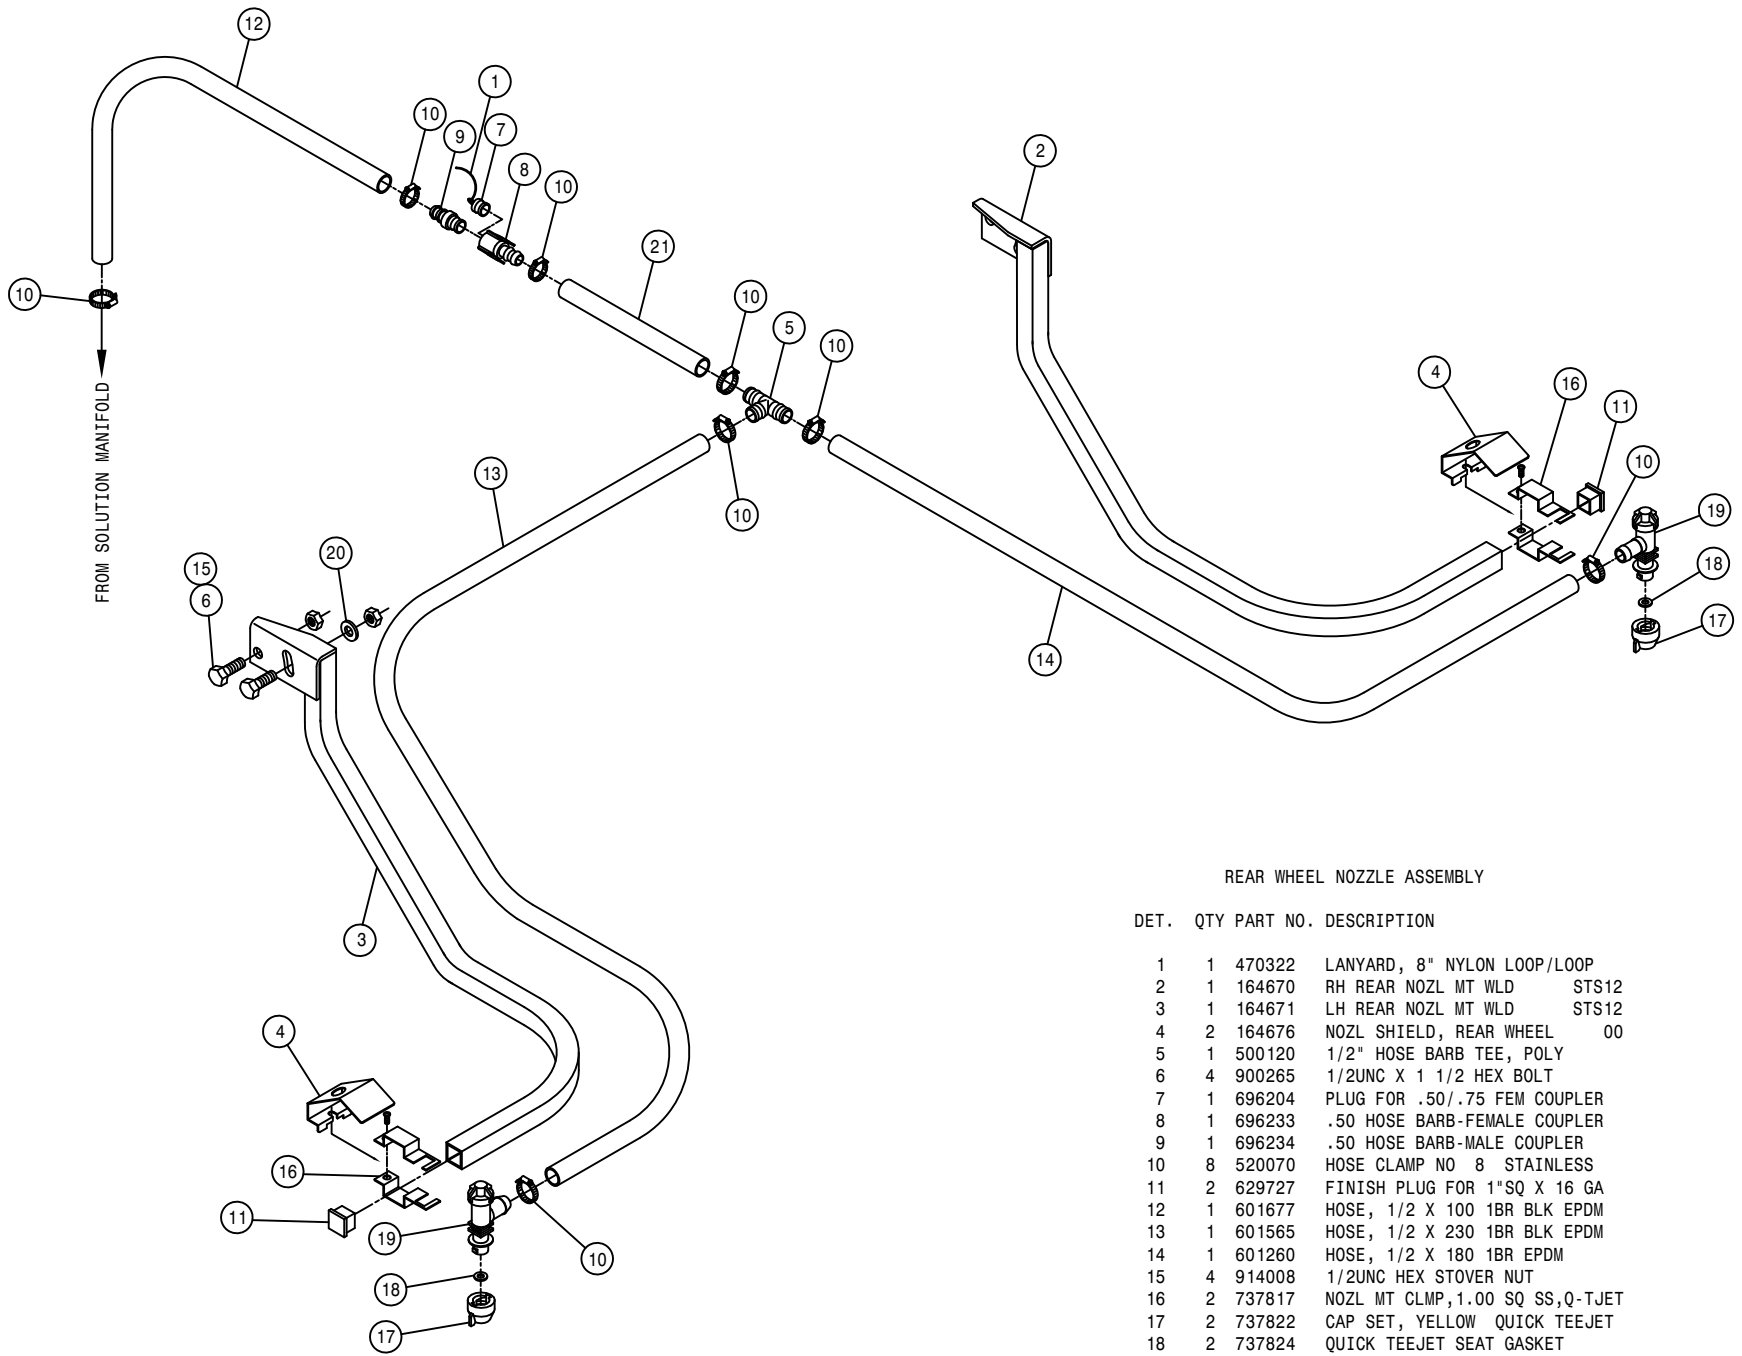 12
1
10
7
9
8
10
2
21
10
10
5
10
4
16
11
10
FROM SOLUTION MANIFOLD
13
10
19
20
15
18
6
17
14
3
4
16
11
19
10
18
17
REAR WHEEL NOZZLE ASSEMBLY
DET. QTY PART NO. DESCRIPTION
1 1 470322 LANYARD, 8" NYLON LOOP/LOOP
2 1 164670 RH REAR NOZL MT WLD STS12
3 1 164671 LH REAR NOZL MT WLD STS12
4 2 164676 NOZL SHIELD, REAR WHEEL 00
5 1 500120 1/2" HOSE BARB TEE, POLY
6 4 900265 1/2UNC X 1 1/2 HEX BOLT
7 1 696204 PLUG FOR .50/.75 FEM COUPLER
8 1 696233 .50 HOSE BARB-FEMALE COUPLER
9 1 696234 .50 HOSE BARB-MALE COUPLER
10 8 520070 HOSE CLAMP NO 8 STAINLESS
11 2 629727 FINISH PLUG FOR 1"SQ X 16 GA
12 1 601677 HOSE, 1/2 X 100 1BR BLK EPDM
13 1 601565 HOSE, 1/2 X 230 1BR BLK EPDM
14 1 601260 HOSE, 1/2 X 180 1BR EPDM
15 4 914008 1/2UNC HEX STOVER NUT
16 2 737817 NOZL MT CLMP,1.00 SQ SS,Q-TJET
17 2 737822 CAP SET, YELLOW QUICK TEEJET
18 2 737824 QUICK TEEJET SEAT GASKET